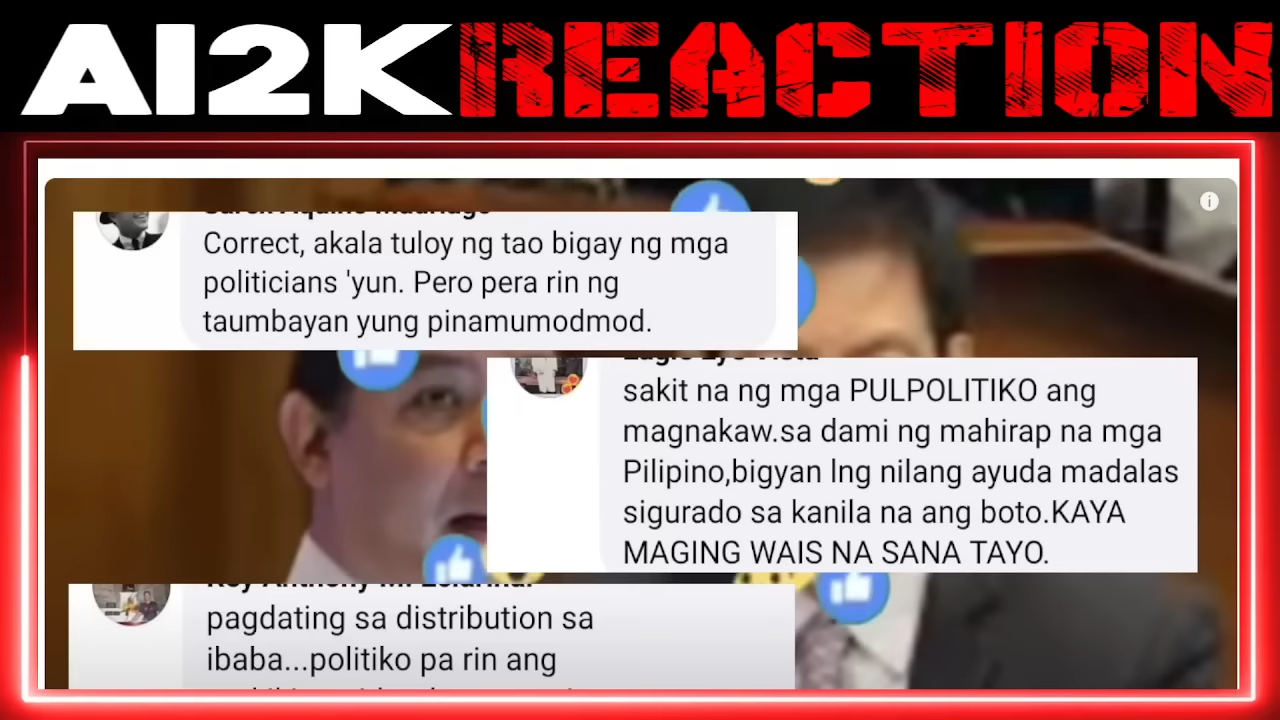 AI2KREACTION
Correct, akala tuloy ng tao bigay ng mga
politicians 'yun. Pero pera rin ng
taumbayan yung pinamumodmod.
sakit na ng mga PULPOLITIKO ang
magnakaw.sa dami ng mahirap na mga
Pilipino,bigyan lng nilang ayuda madalas
sigurado sa kanila na ang boto.KAYA
MAGING WAIS NA SANA TAYO.
pagdating sa distribution sa
ibaba...politiko pa rin ang